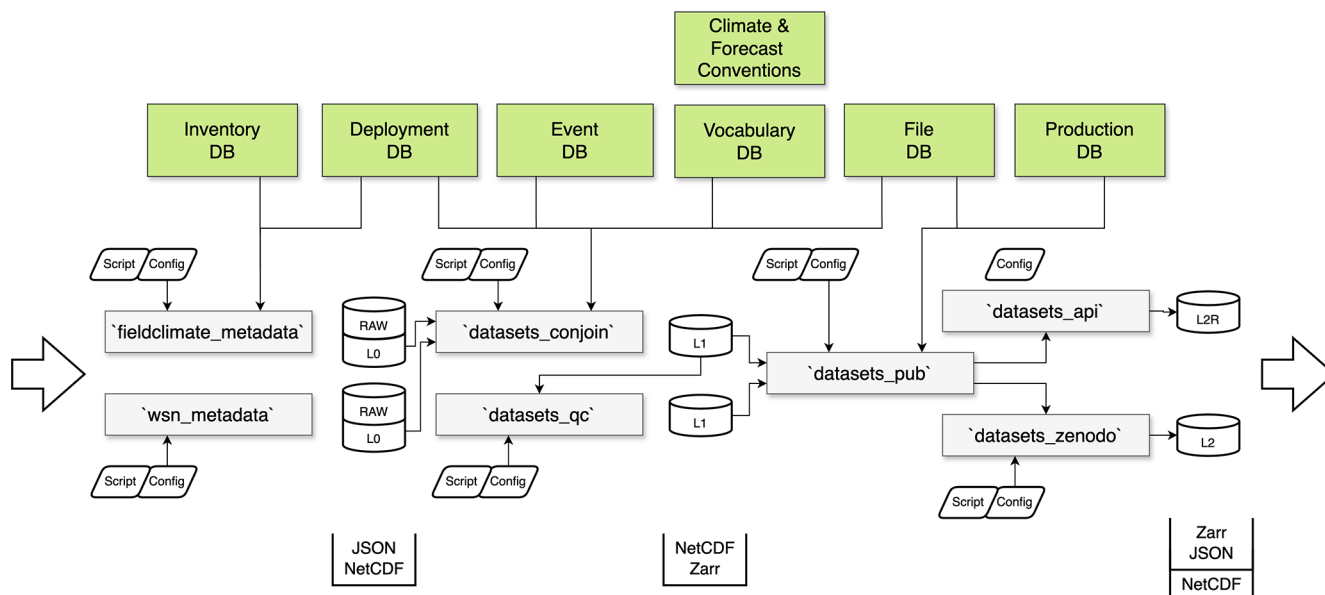 Climate &
Forecast
Conventions
Inventory
DB
Deployment
DB
Event
DB
Vocabulary
DB
File
DB
Production
DB
Script
Config
Script
Config
Script
Config
Config
`fieldclimate_metadata`
RAW
L0
`datasets_conjoin`
L1
`datasets_api`
L2R
`datasets_pub`
`wsn_metadata`
RAW
L0
`datasets_qc`
L1
`datasets_zenodo`
L2
Script
Config
Script
Config
Script
Config
JSON
NetCDF
NetCDF
Zarr
Zarr
JSON
NetCDF